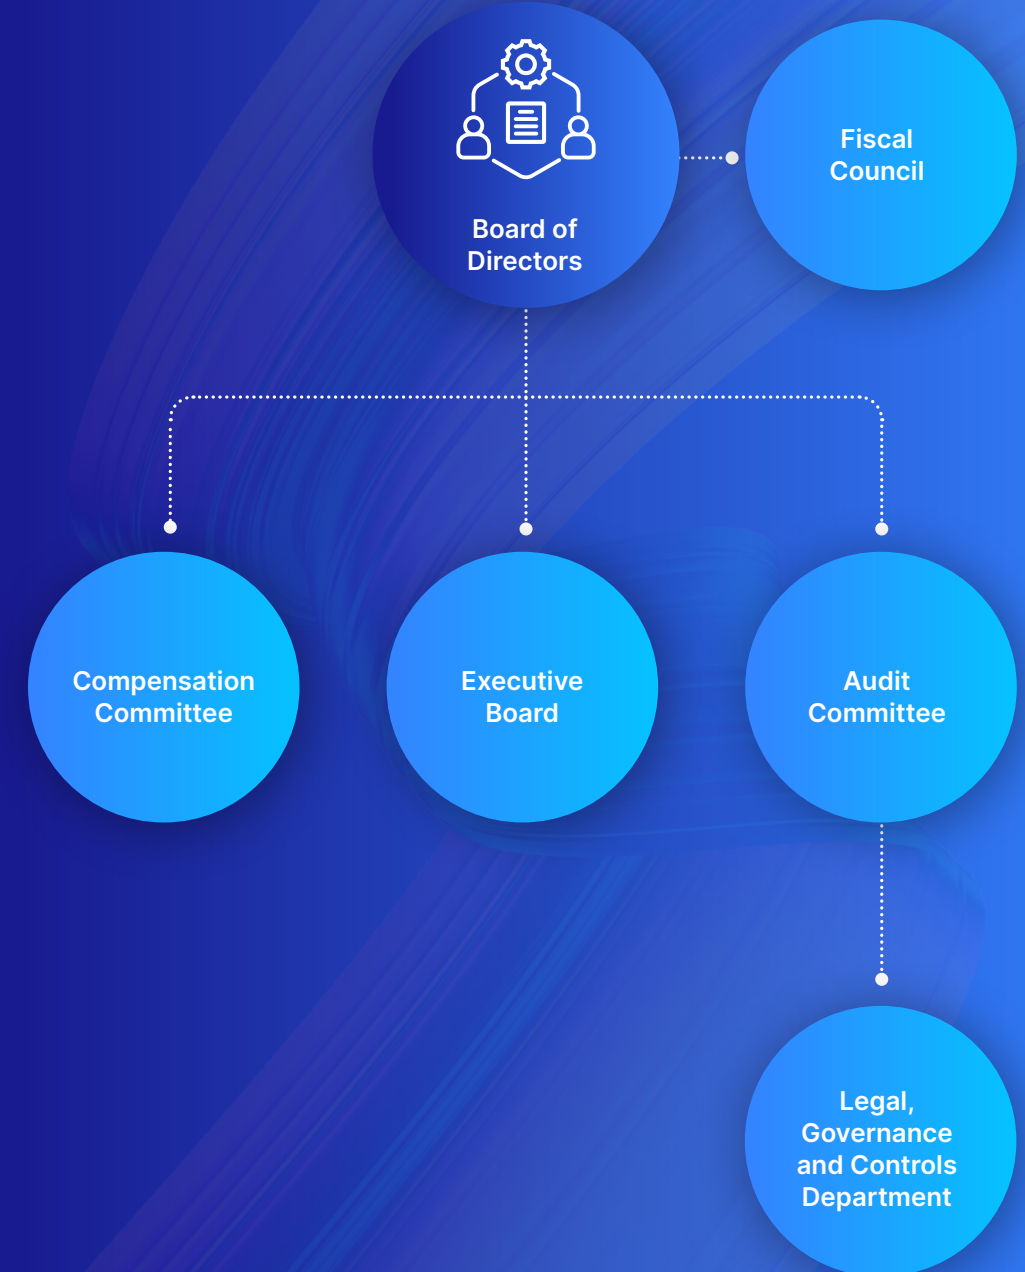 Board of
Directors
Fiscal
Council
Compensation
Committee
Executive
Board
Audit
Committee
Legal,
Governance
and Controls
Department